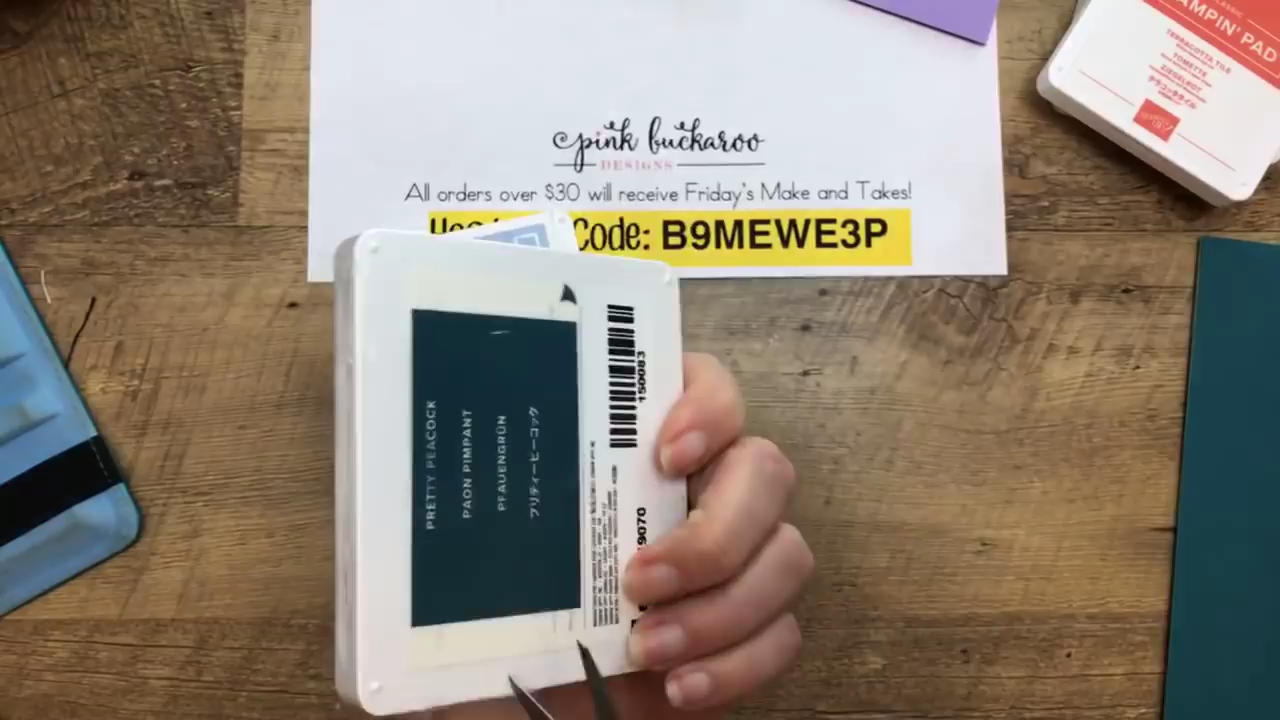 CLASSIC
STAMPIN' PAD
TERRACOTTA TILE
TOMETTE
ZIEGELROT
テラコッタタイル
pink buckaroo
DESIGNS
All orders over $30 will receive Friday's Make and Takes!
Code: B9MEWE3P
PRETTY PEACOCK
PAON PIMPANT
PFAUENGRÜN
プリティーピーコック
150083